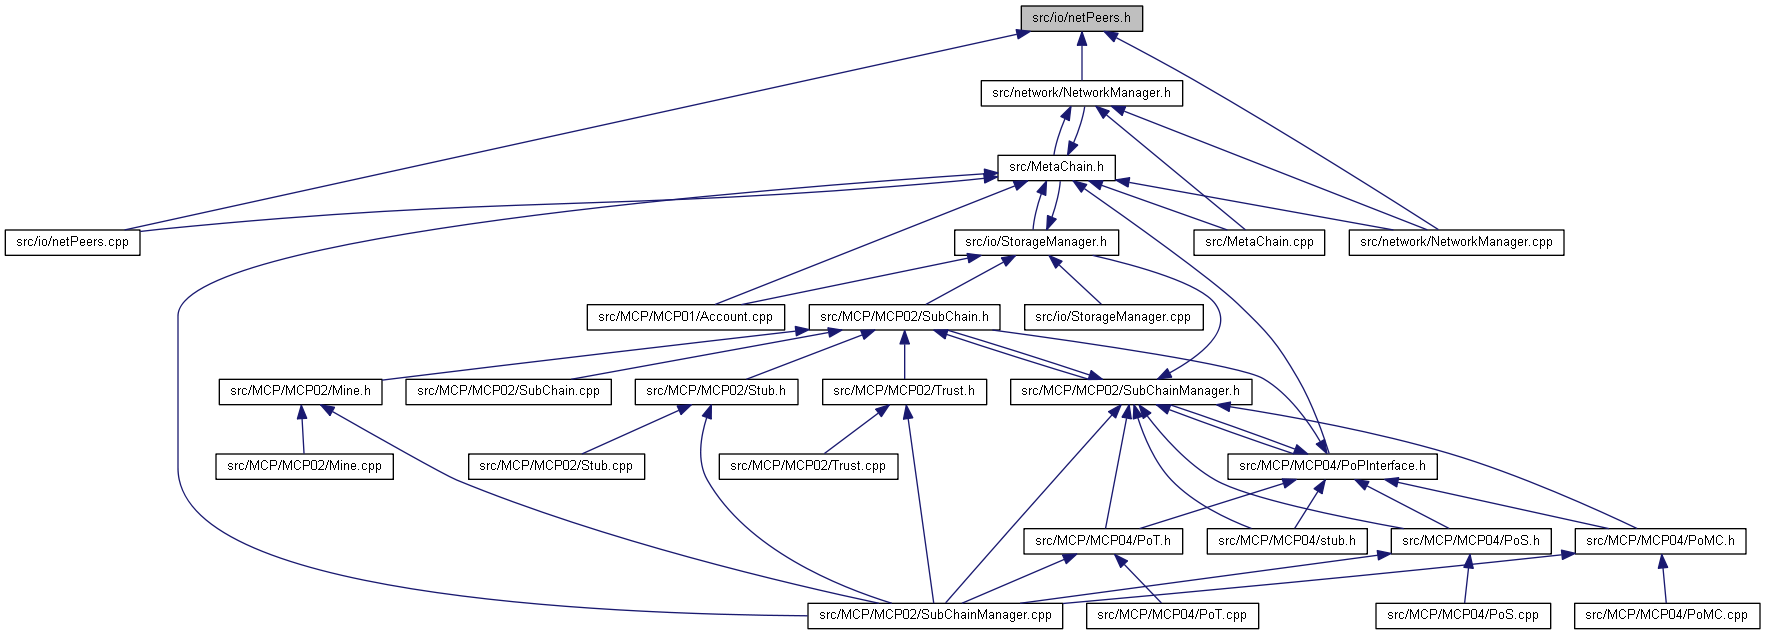 src/io/netPeers.h
src/network/NetworkManager.h
src/MetaChain.h
src/io/netPeers.cpp
src/io/StorageManager.h
src/MetaChain.cpp
src/network/NetworkManager.cpp
src/MCP/MCP01/Account.cpp
src/MCP/MCP02/SubChain.h
src/io/StorageManager.cpp
src/MCP/MCP02/Mine.h
src/MCP/MCP02/SubChain.cpp
src/MCP/MCP02/Stub.h
src/MCP/MCP02/Trust.h
src/MCP/MCP02/SubChainManager.h
src/MCP/MCP02/Mine.cpp
src/MCP/MCP02/Stub.cpp
src/MCP/MCP02/Trust.cpp
src/MCP/MCP04/PoPInterface.h
src/MCP/MCP04/PoT.h
src/MCP/MCP04/stub.h
src/MCP/MCP04/PoS.h
src/MCP/MCP04/PoMC.h
src/MCP/MCP02/SubChainManager.cpp
src/MCP/MCP04/PoT.cpp
src/MCP/MCP04/PoS.cpp
src/MCP/MCP04/PoMC.cpp